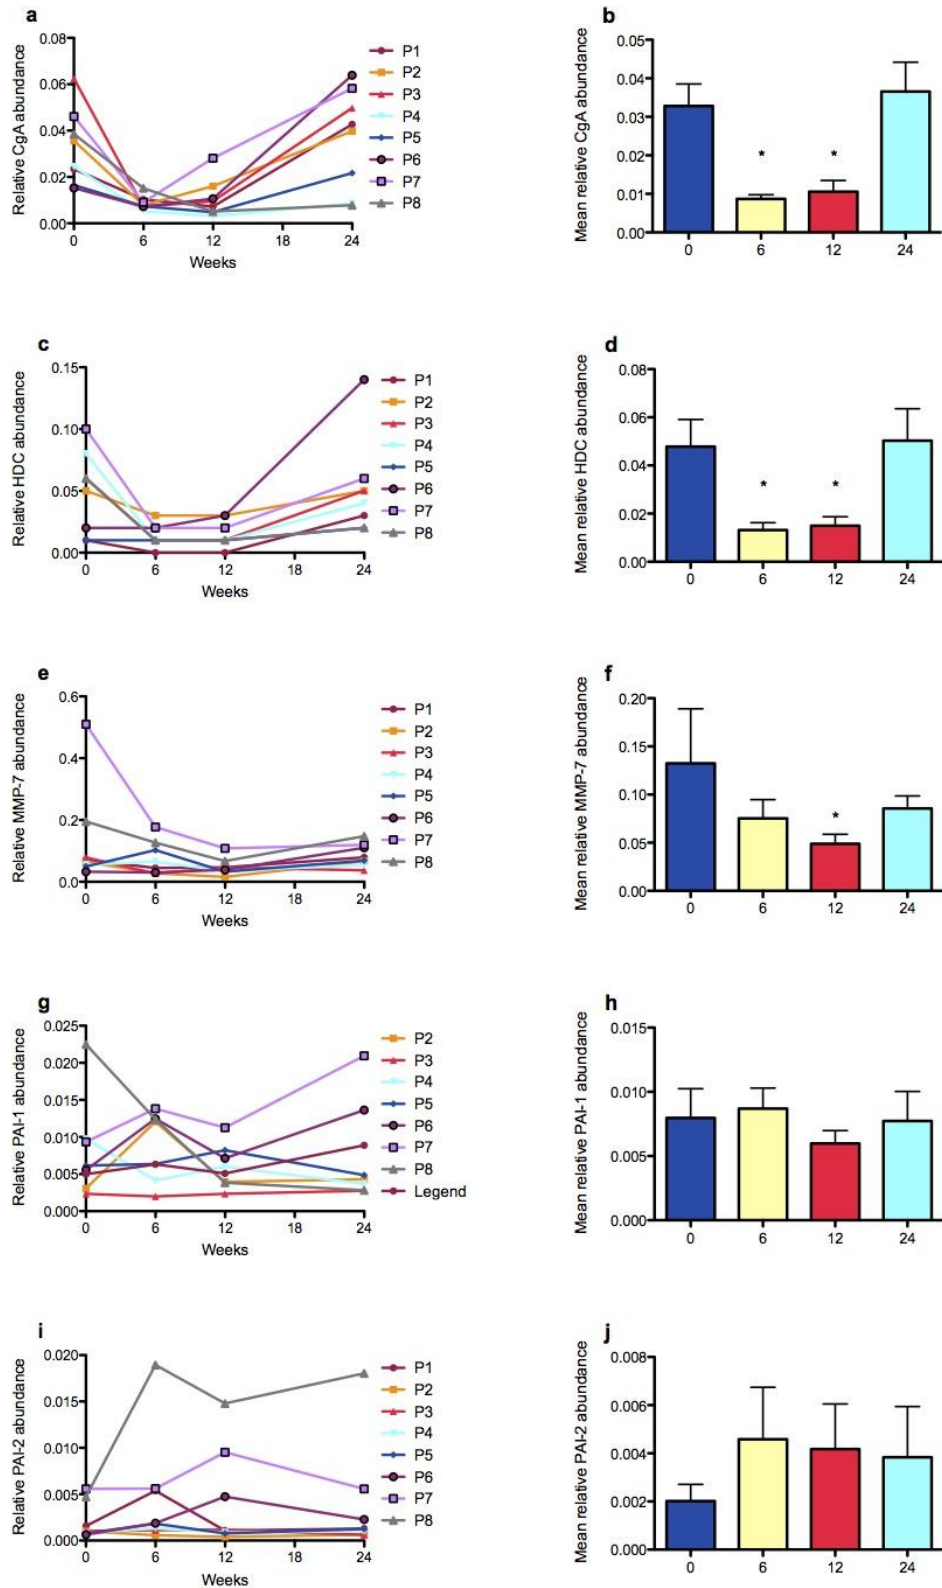 a
Relative CgA abundance
0.08
0.06
0.04
0.02
0.00
0 6 12 18 24
Weeks
P1
P2
P3
P4
P5
P6
P7
P8
b
Mean relative CgA abundance
0.05
0.04
0.03
0.02
0.01
0.00
* *
0 6 12 24
c
Relative HDC abundance
0.15
0.10
0.05
0.00
0 6 12 18 24
Weeks
P1
P2
P3
P4
P5
P6
P7
P8
d
Mean relative HDC abundance
0.08
0.06
0.04
0.02
0.00
* *
0 6 12 24
e
Relative MMP-7 abundance
0.6
0.4
0.2
0.0
0 6 12 18 24
Weeks
P1
P2
P3
P4
P5
P6
P7
P8
f
Mean relative MMP-7 abundance
0.20
0.15
0.10
0.05
0.00
*
0 6 12 24
g
Relative PAI-1 abundance
0.025
0.020
0.015
0.010
0.005
0.000
0 6 12 18 24
Weeks
P2
P3
P4
P5
P6
P7
P8
Legend
h
Mean relative PAI-1 abundance
0.015
0.010
0.005
0.000
0 6 12 24
i
Relative PAI-2 abundance
0.020
0.015
0.010
0.005
0.000
0 6 12 18 24
Weeks
P1
P2
P3
P4
P5
P6
P7
P8
j
Mean relative PAI-2 abundance
0.008
0.006
0.004
0.002
0.000
0 6 12 24